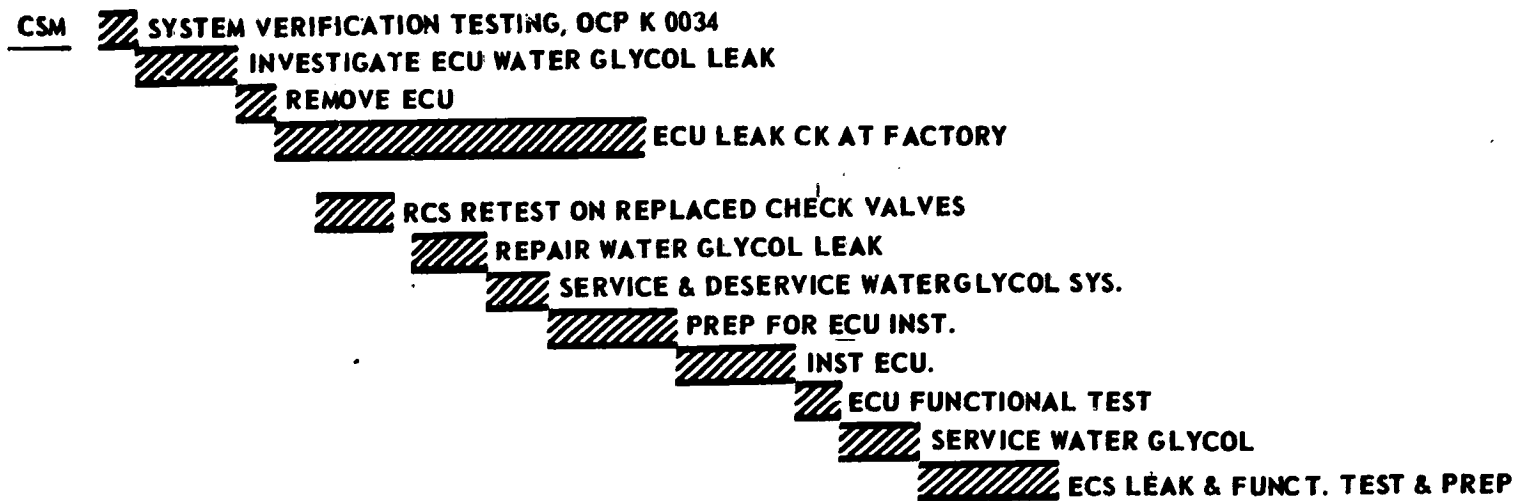 CSM SYSTEM VERIFICATION TESTING, OCP K 0034
INVESTIGATE ECU WATER GLYCOL LEAK
REMOVE ECU
ECU LEAK CK AT FACTORY
RCS RETEST ON REPLACED CHECK VALVES
REPAIR WATER GLYCOL LEAK
SERVICE & DESERVICE WATERGLYCOL SYS.
PREP FOR ECU INST.
INST ECU.
ECU FUNCTIONAL TEST
SERVICE WATER GLYCOL
ECS LEAK & FUNCT. TEST & PREP